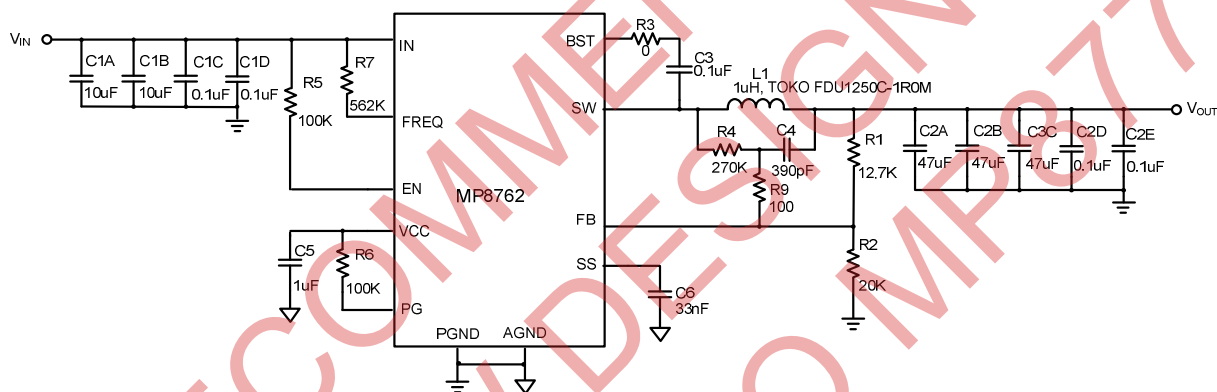 VIN
C1A
10uF
C1B
10uF
C1C
0.1uF
C1D
0.1uF
R5
100K
R7
562K
IN
FREQ
EN
MP8762
VCC
PG
PGND
AGND
BST
SW
FB
SS
C5
1uF
R6
100K
R3
0
C3
0.1uF
L1
1uH, TOKO FDU1250C-1R0M
R4
270K
C4
390pF
R9
100
R1
12.7K
R2
20K
C6
33nF
C2A
47uF
C2B
47uF
C3C
47uF
C2D
0.1uF
C2E
0.1uF
VOUT
ECOMMEN
W DESIGN
O MP877